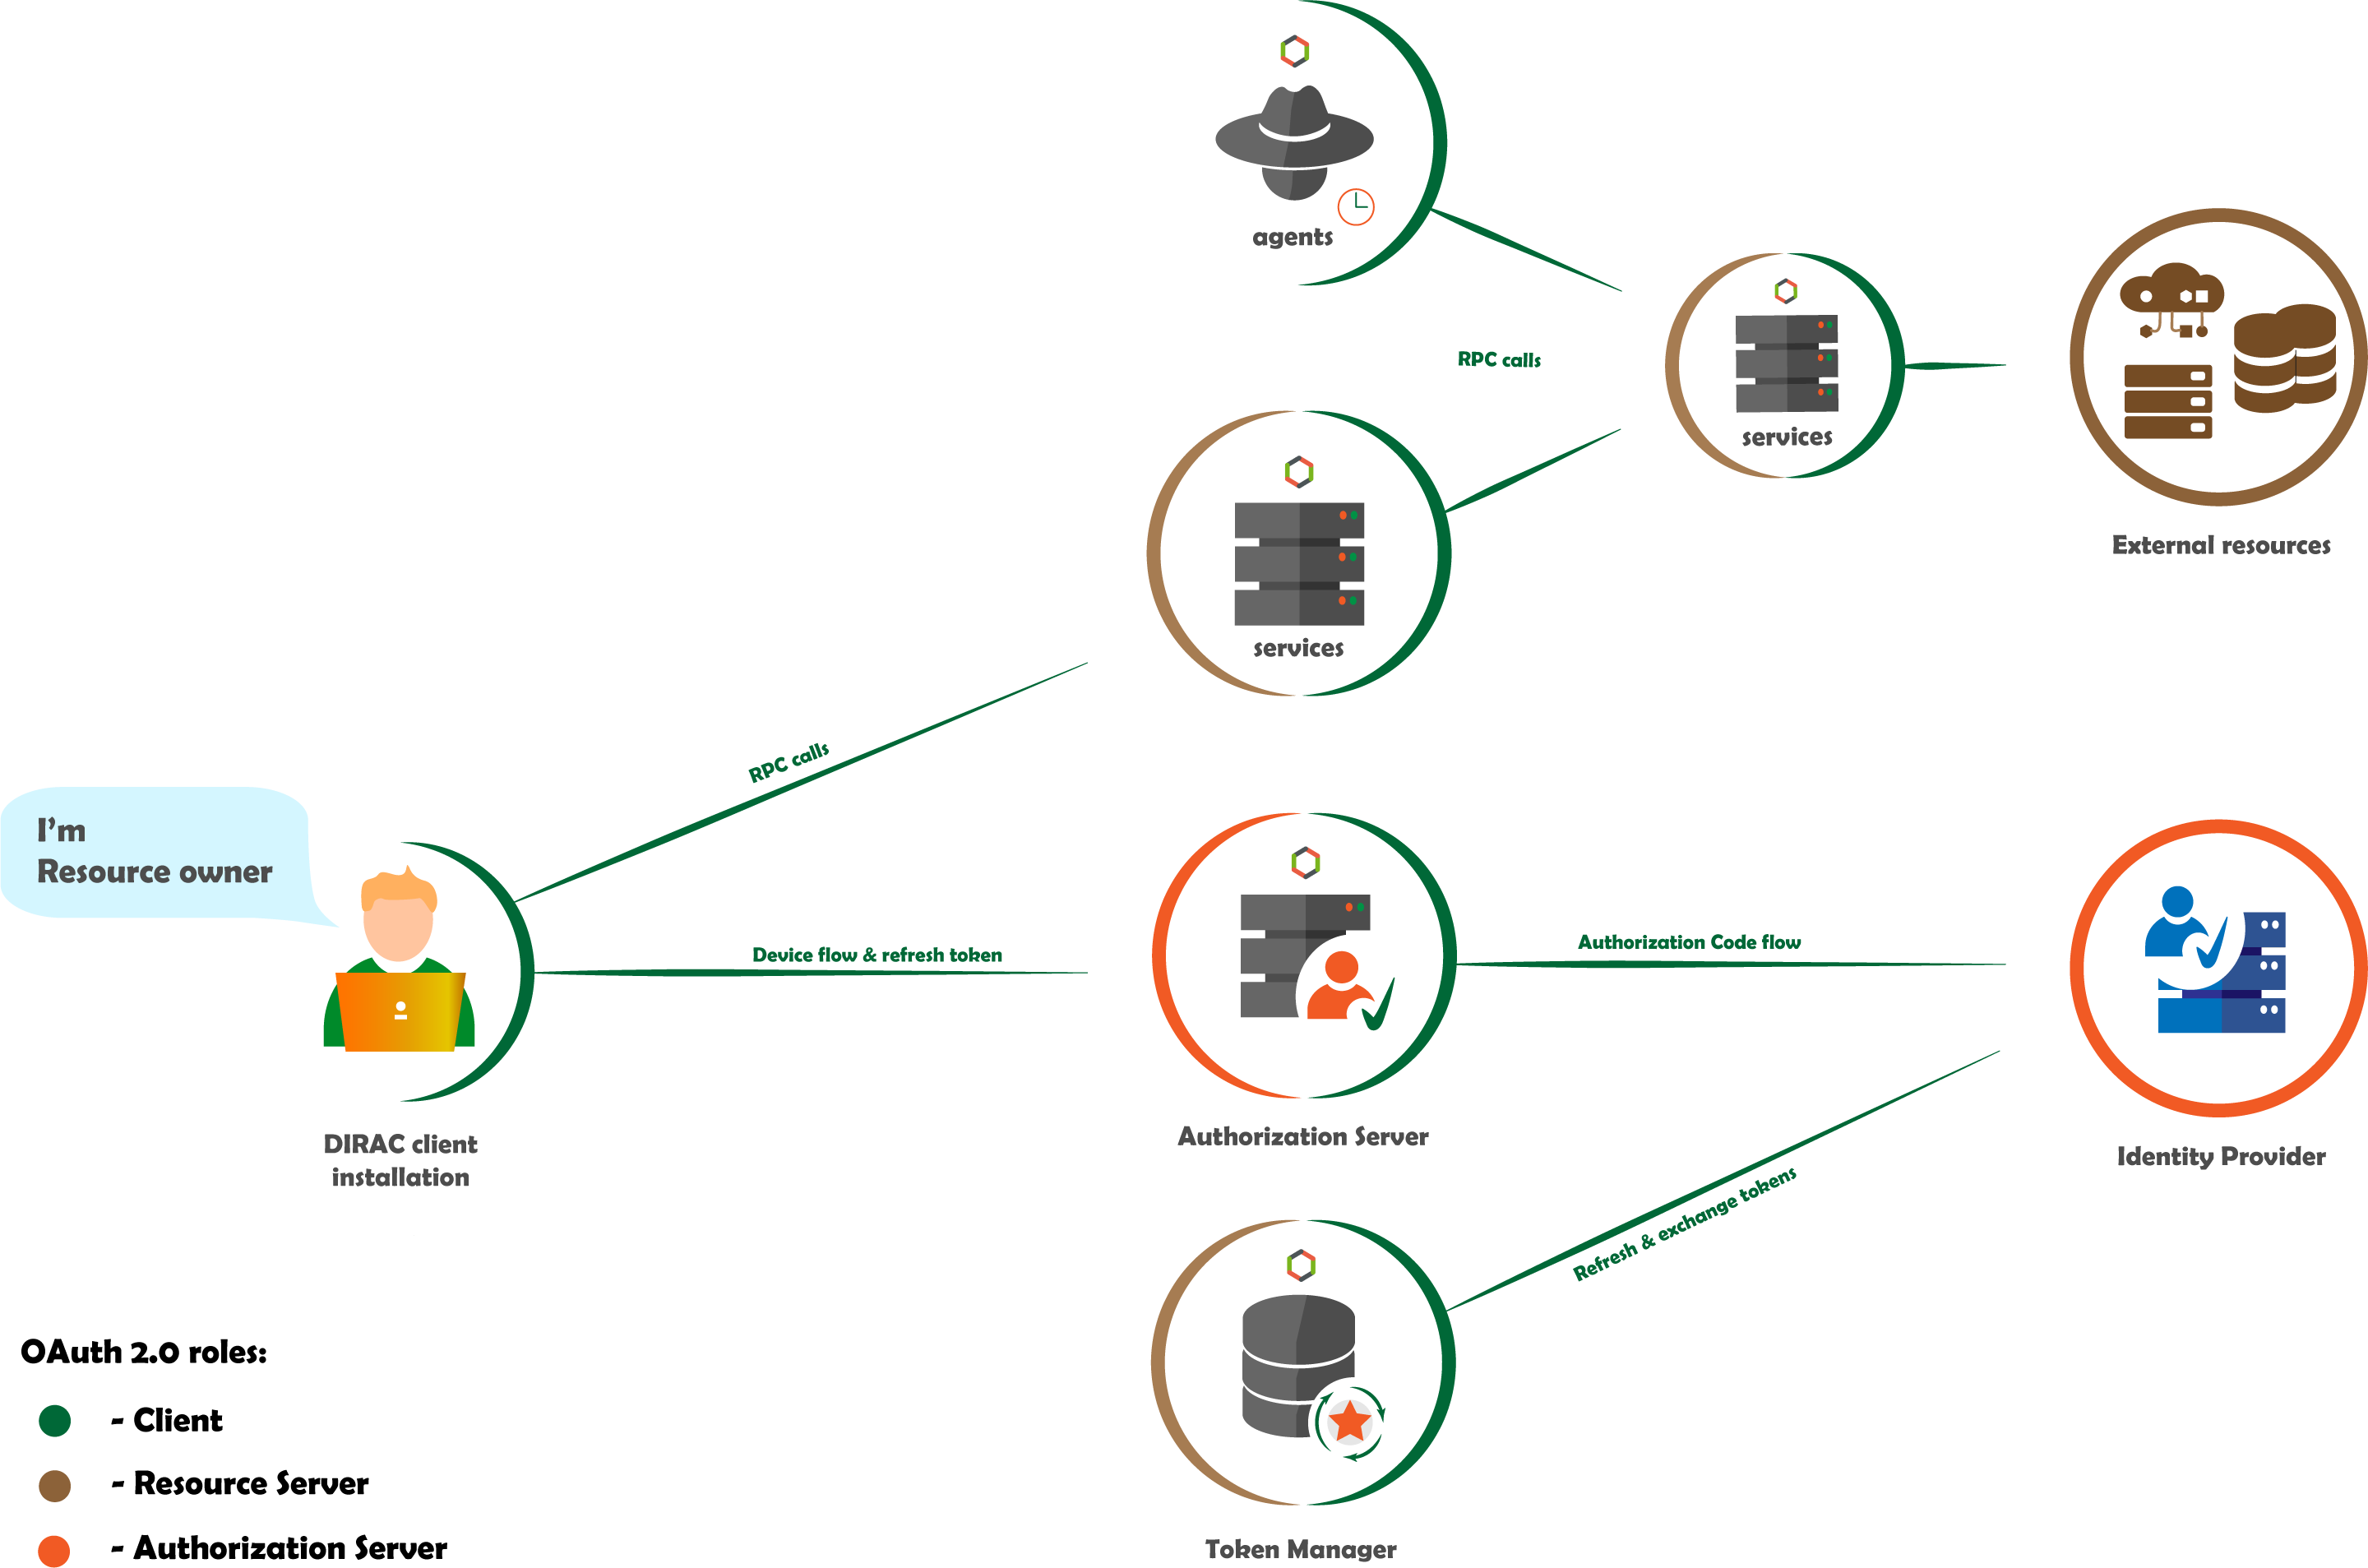 agents
RPC calls
services
External resources
services
RPC calls
I'm
Resource owner
Device flow & refresh token
Authorization Code flow
DIRAC client
installation
Authorization Server
Identity Provider
Refresh & exchange tokens
Token Manager
OAuth 2.0 roles:
- Client
- Resource Server
- Authorization Server